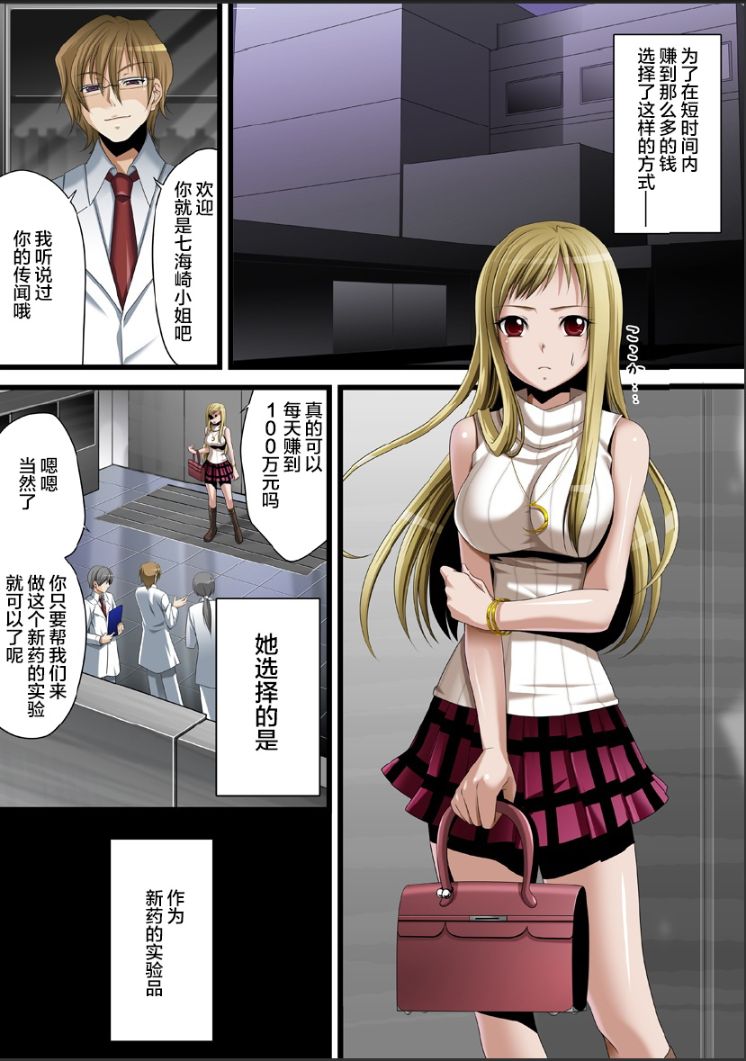 为了在短时间内
赚到那么多的钱
选择了这样的方式——
欢迎
你就是七海崎小姐吧
我听说过
你的传闻哦
真的可以
每天赚到
100万元吗
嗯嗯
当然了
你只要帮我们来
做这个新药的实验
就可以了呢
她选择的是
作为
新药的实验品